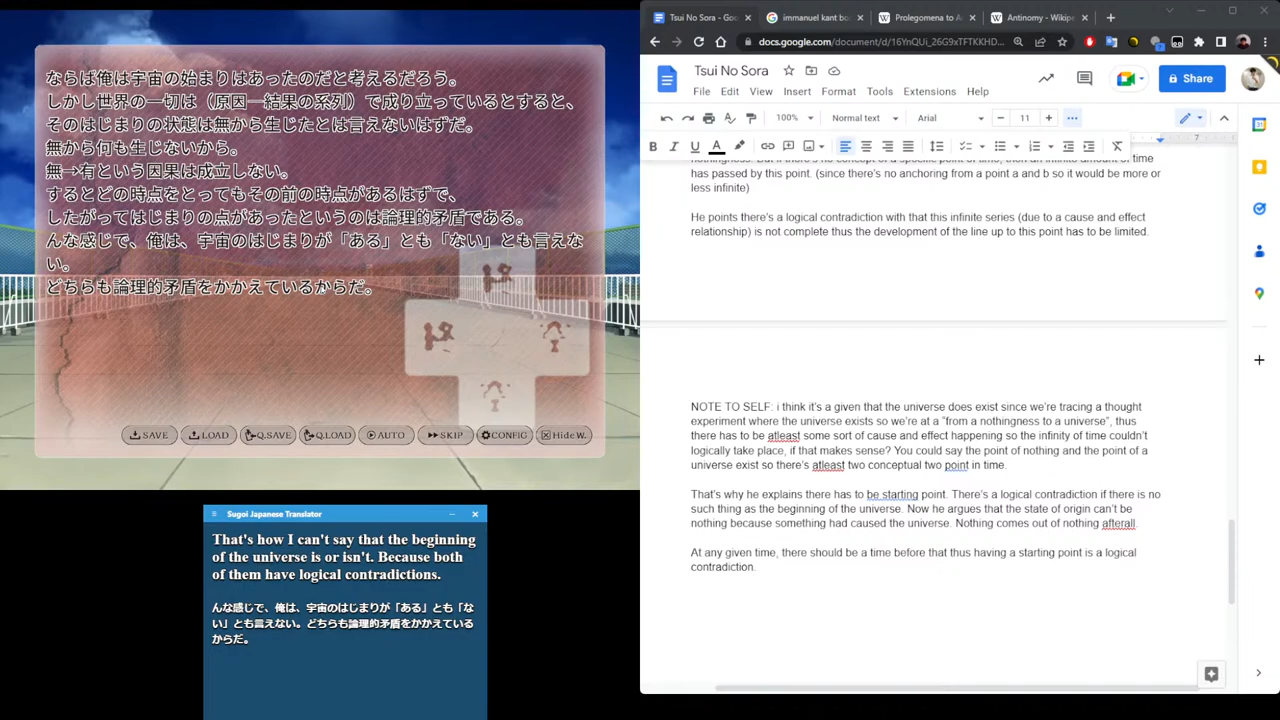 ならば俺は宇宙の始まりはあったのだと考えるだろう。
しかし世界の一切は（原因―結果の系列）で成り立っているとすると、
そのはじまりの状態は無から生じたとは言えないはずだ。
無から何も生じないから。
無→有という因果は成立しない。
するとどの時点をとってもその前の時点があるはずで、
したがってはじまりの点があったというのは論理的矛盾である。
んな感じで、俺は、宇宙のはじまりが「ある」とも「ない」とも言えな
い。
どちらも論理的矛盾をかかえているからだ。
SAVE LOAD Q.SAVE Q.LOAD AUTO SKIP CONFIG Hide W.
Sugoi Japanese Translator
That's how I can't say that the beginning
of the universe is or isn't. Because both
of them have logical contradictions.
んな感じで、俺は、宇宙のはじまりが「ある」とも「な
い」とも言えない。どちらも論理的矛盾をかかえている
からだ。
Tsui No Sora - Goo
immanuel kant boo
Prolegomena to A
Antinomy - Wikipe
docs.google.com/document/d/16YnQUi_26G9xTFTKKHD...
Tsui No Sora
Share
File Edit View Insert Format Tools Extensions Help
100% Normal text Arial 11
7
nothingness. But if there's no concept of a specific point of time, then an infinite amount of time
has passed by this point. (since there's no anchoring from a point a and b so it would be more or
less infinite)
He points there's a logical contradiction with that this infinite series (due to a cause and effect
relationship) is not complete thus the development of the line up to this point has to be limited.
NOTE TO SELF: i think it's a given that the universe does exist since we're tracing a thought
experiment where the universe exists so we're at a “from a nothingness to a universe”, thus
there has to be atleast some sort of cause and effect happening so the infinity of time couldn't
logically take place, if that makes sense? You could say the point of nothing and the point of a
universe exist so there's atleast two conceptual two point in time.
That's why he explains there has to be starting point. There's a logical contradiction if there is no
such thing as the beginning of the universe. Now he argues that the state of origin can't be
nothing because something had caused the universe. Nothing comes out of nothing afterall.
At any given time, there should be a time before that thus having a starting point is a logical
contradiction.